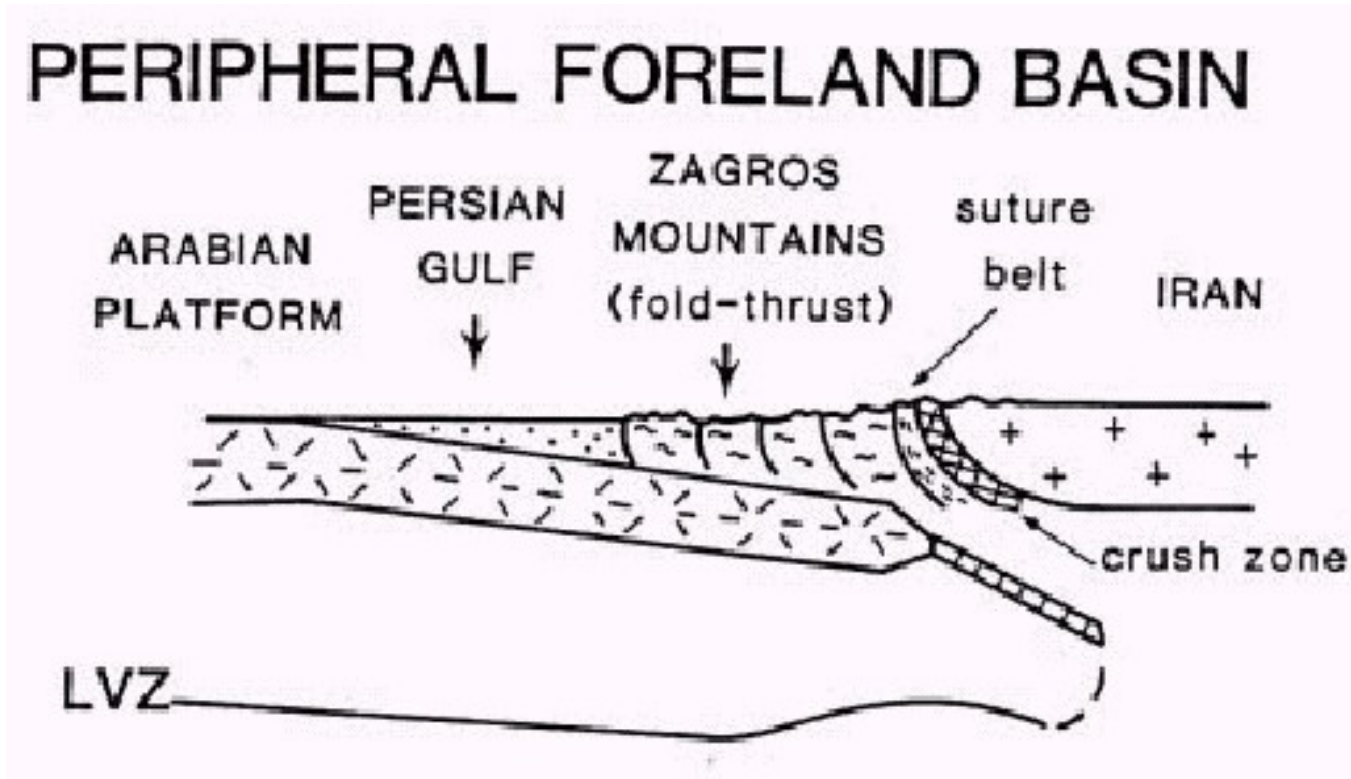 PERIPHERAL FORELAND BASIN
ARABIAN
PLATFORM
PERSIAN
GULF
ZAGROS
MOUNTAINS
(fold-thrust)
suture
belt
IRAN
crush zone
LVZ